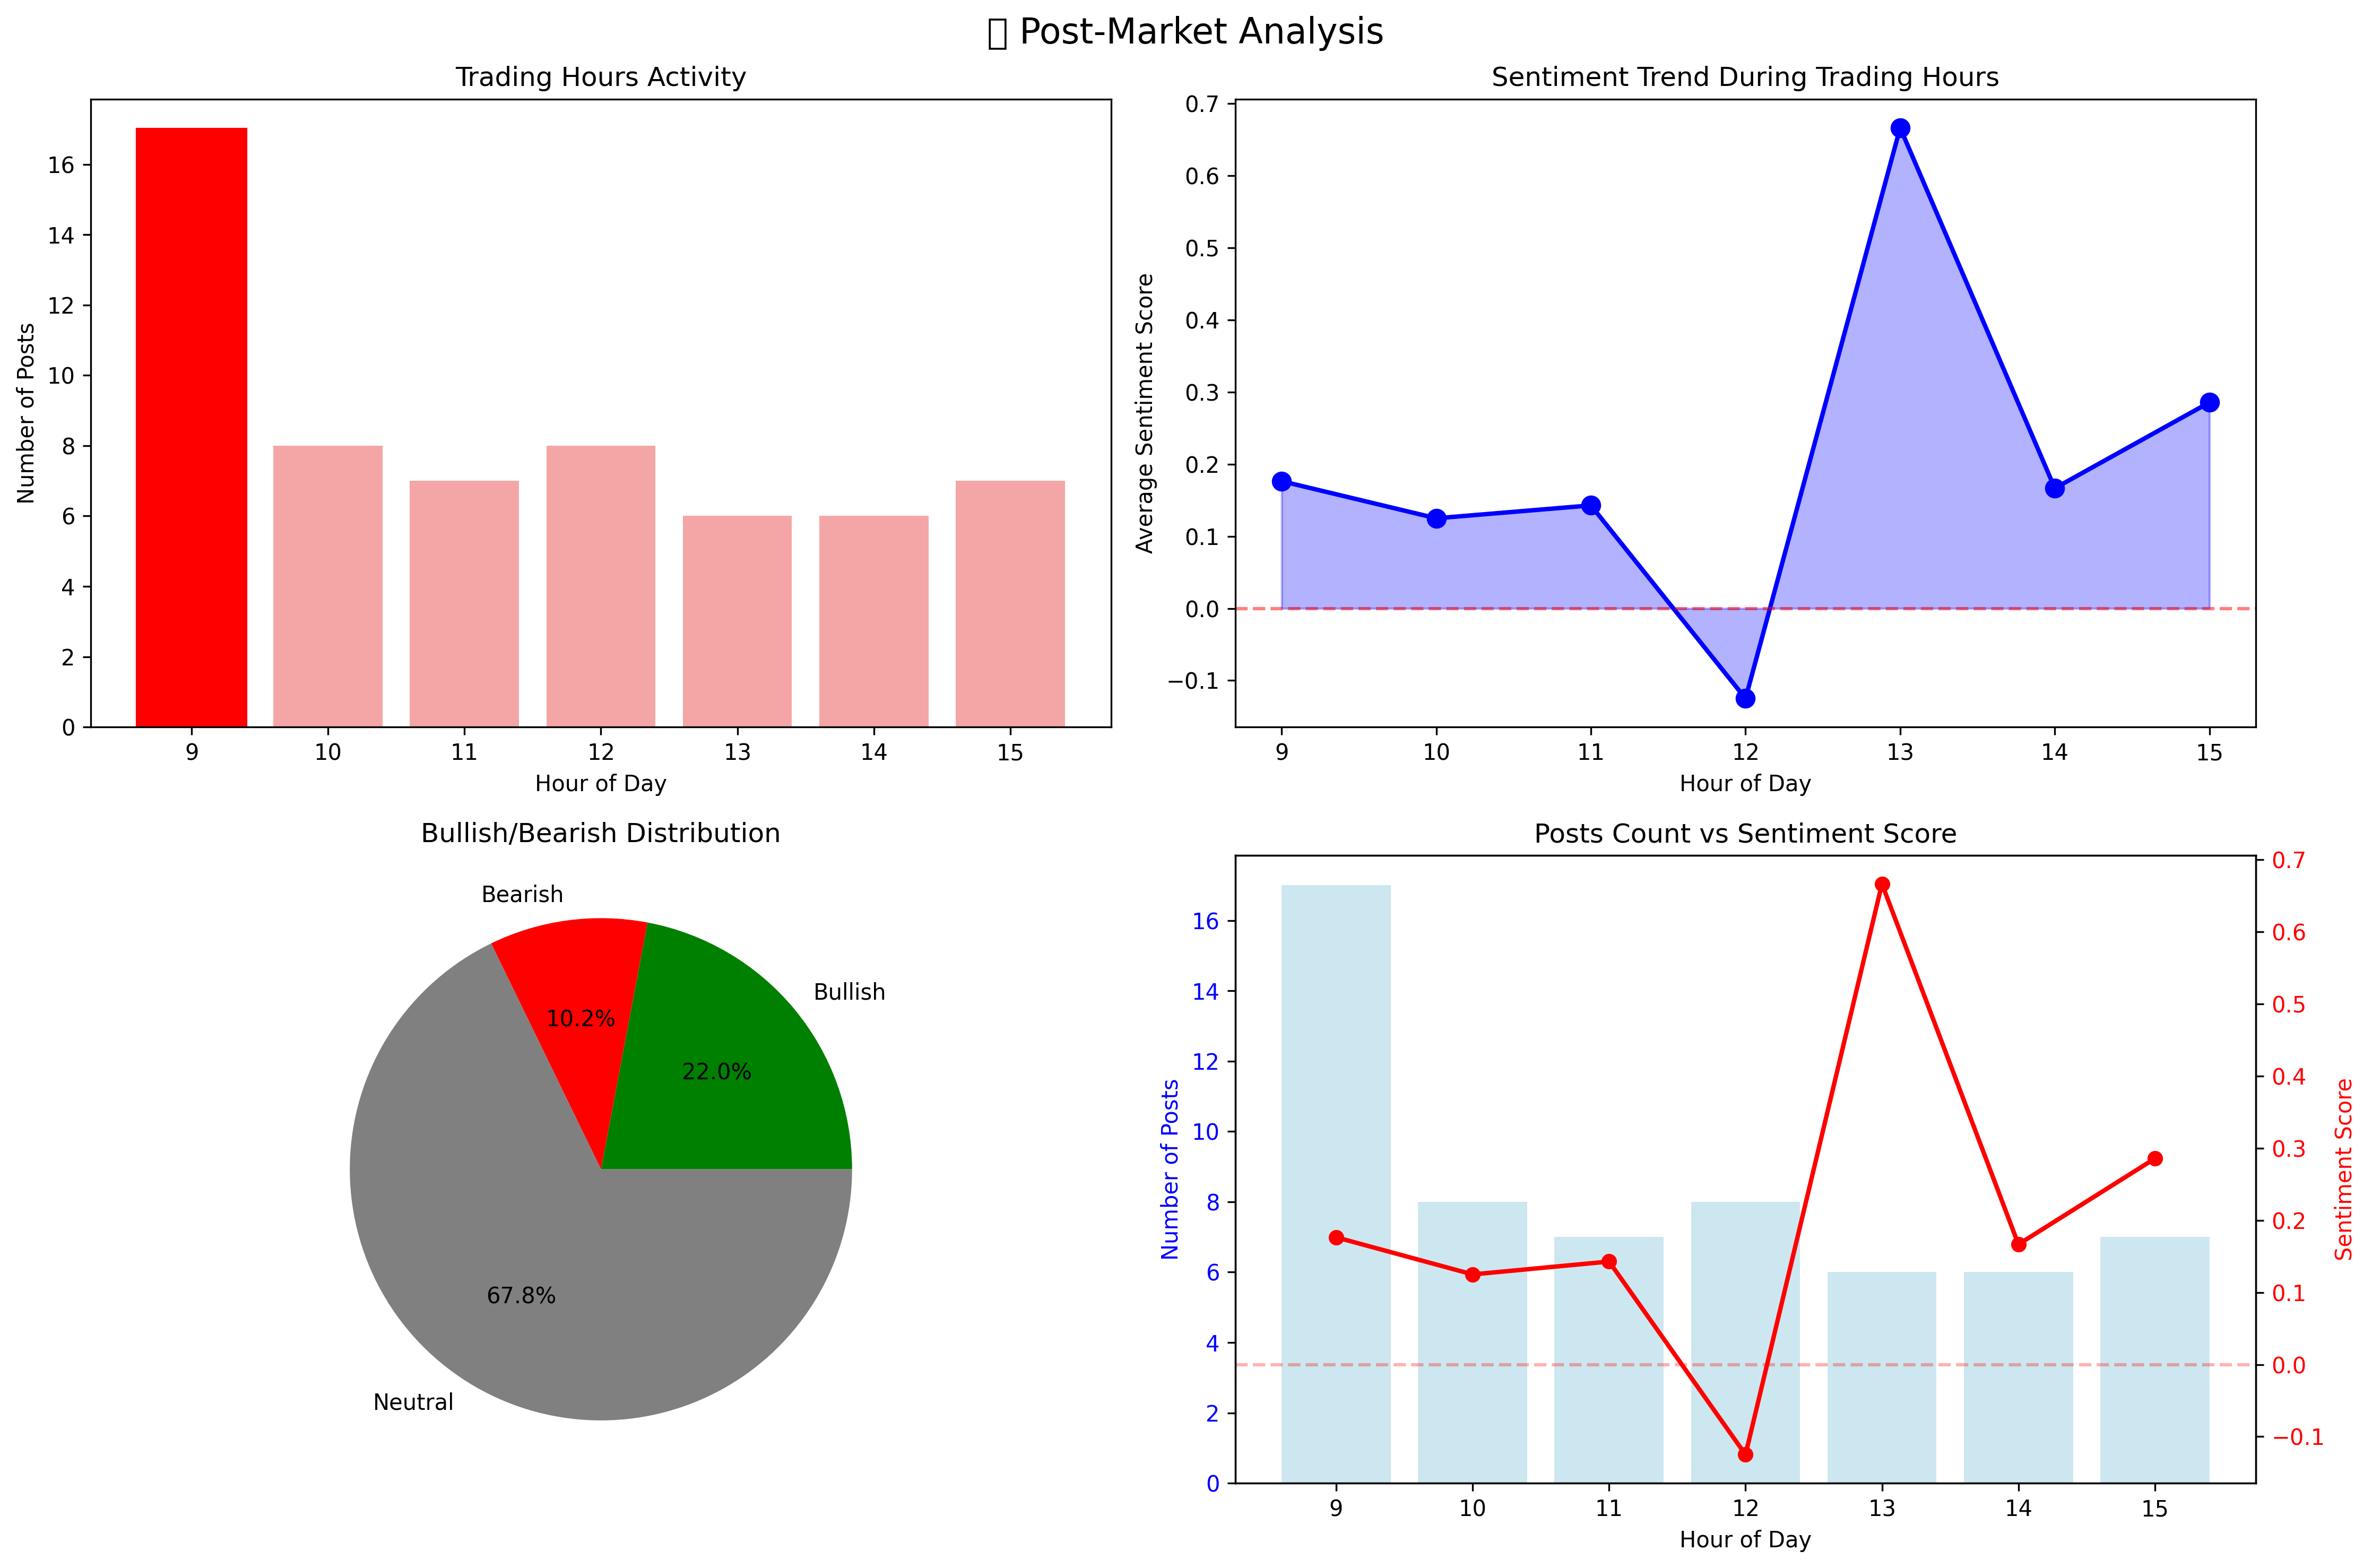 ▯ Post-Market Analysis
Trading Hours Activity
Number of Posts
16
14
12
10
8
6
4
2
0
9 10 11 12 13 14 15
Hour of Day
Sentiment Trend During Trading Hours
Average Sentiment Score
0.7
0.6
0.5
0.4
0.3
0.2
0.1
0.0
−0.1
9 10 11 12 13 14 15
Hour of Day
Bullish/Bearish Distribution
Bearish
Bullish
10.2%
22.0%
67.8%
Neutral
Posts Count vs Sentiment Score
Number of Posts
16
14
12
10
8
6
4
2
0
0.7
0.6
0.5
0.4
0.3
0.2
0.1
0.0
−0.1
Sentiment Score
9 10 11 12 13 14 15
Hour of Day